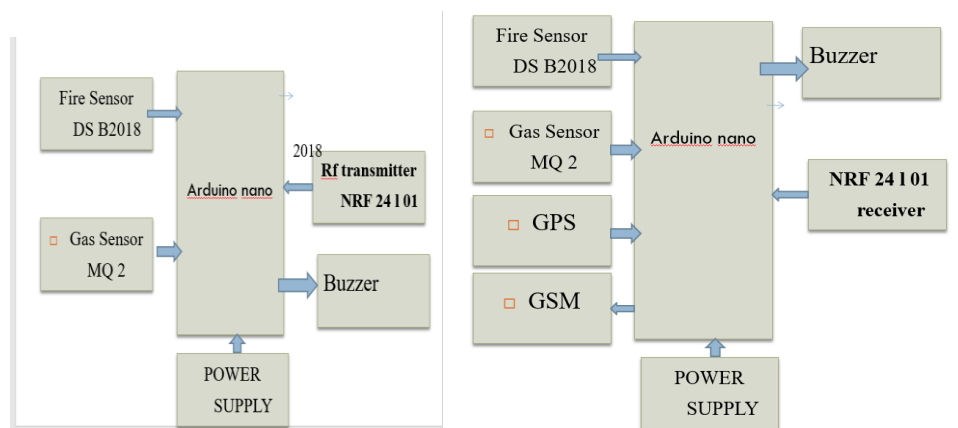 Fire Sensor
DS B2018
2018
Rf transmitter
NRF 24 l 01
Arduino nano
Gas Sensor
MQ 2
Buzzer
POWER
SUPPLY
Fire Sensor
DS B2018
Buzzer
Gas Sensor
MQ 2
Arduino nano
NRF 24 l 01
receiver
GPS
GSM
POWER
SUPPLY